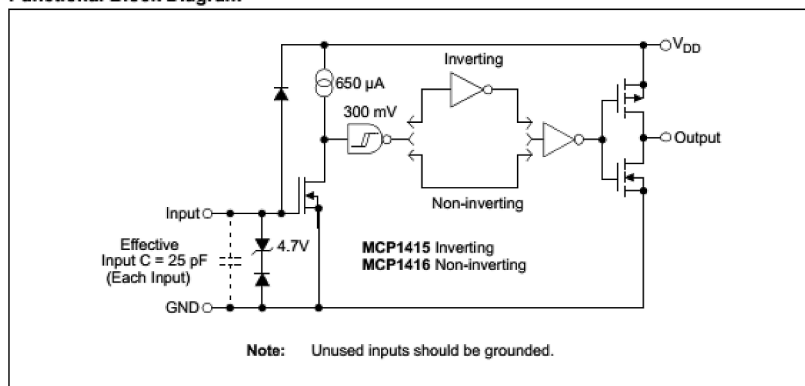 Functional Block Diagram
V_DD
Inverting
650 μA
300 mV
Output
Input
Non-inverting
Effective
Input C = 25 pF
(Each Input)
4.7V
MCP1415 Inverting
MCP1416 Non-inverting
GND
Note: Unused inputs should be grounded.